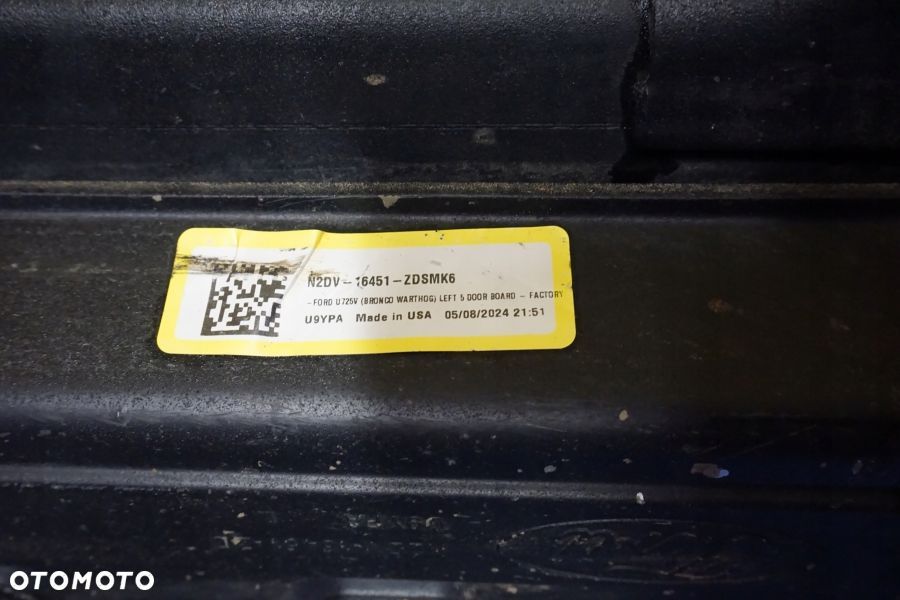 N2DV-16451-ZDSMK6
- FORD U725V (BRONCO WARTHOG) LEFT 5 DOOR BOARD - FACTORY
U9YPA Made in USA 05/08/2024 21:51
OTOMOTO